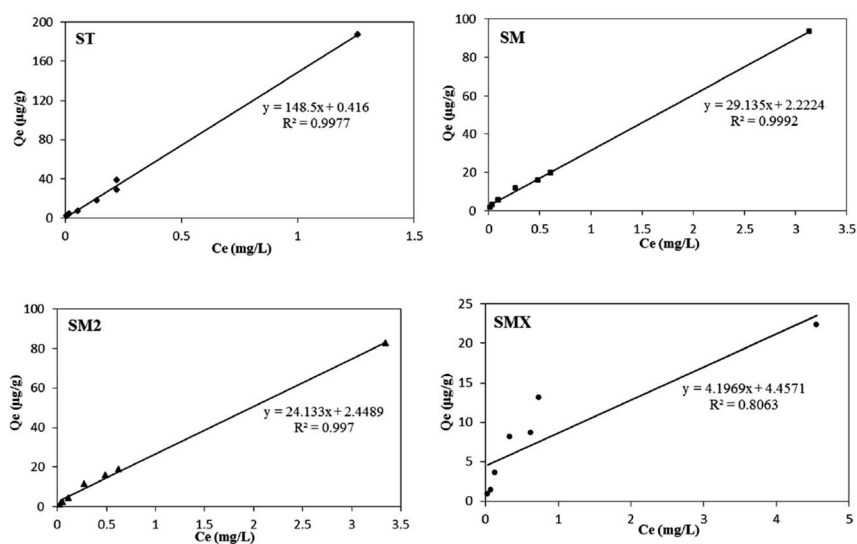 ST
Qe (µg/g)
200
160
120
80
40
0
y = 148.5x + 0.416
R² = 0.9977
0 0.5 1 1.5
Ce (mg/L)
SM
Qe (µg/g)
100
80
60
40
20
0
y = 29.135x + 2.2224
R² = 0.9992
0 0.5 1 1.5 2 2.5 3 3.5
Ce (mg/L)
SM2
Qe (µg/g)
100
80
60
40
20
0
y = 24.133x + 2.4489
R² = 0.997
0 0.5 1 1.5 2 2.5 3 3.5
Ce (mg/L)
SMX
Qe (µg/g)
25
20
15
10
5
0
y = 4.1969x + 4.4571
R² = 0.8063
0 1 2 3 4 5
Ce (mg/L)